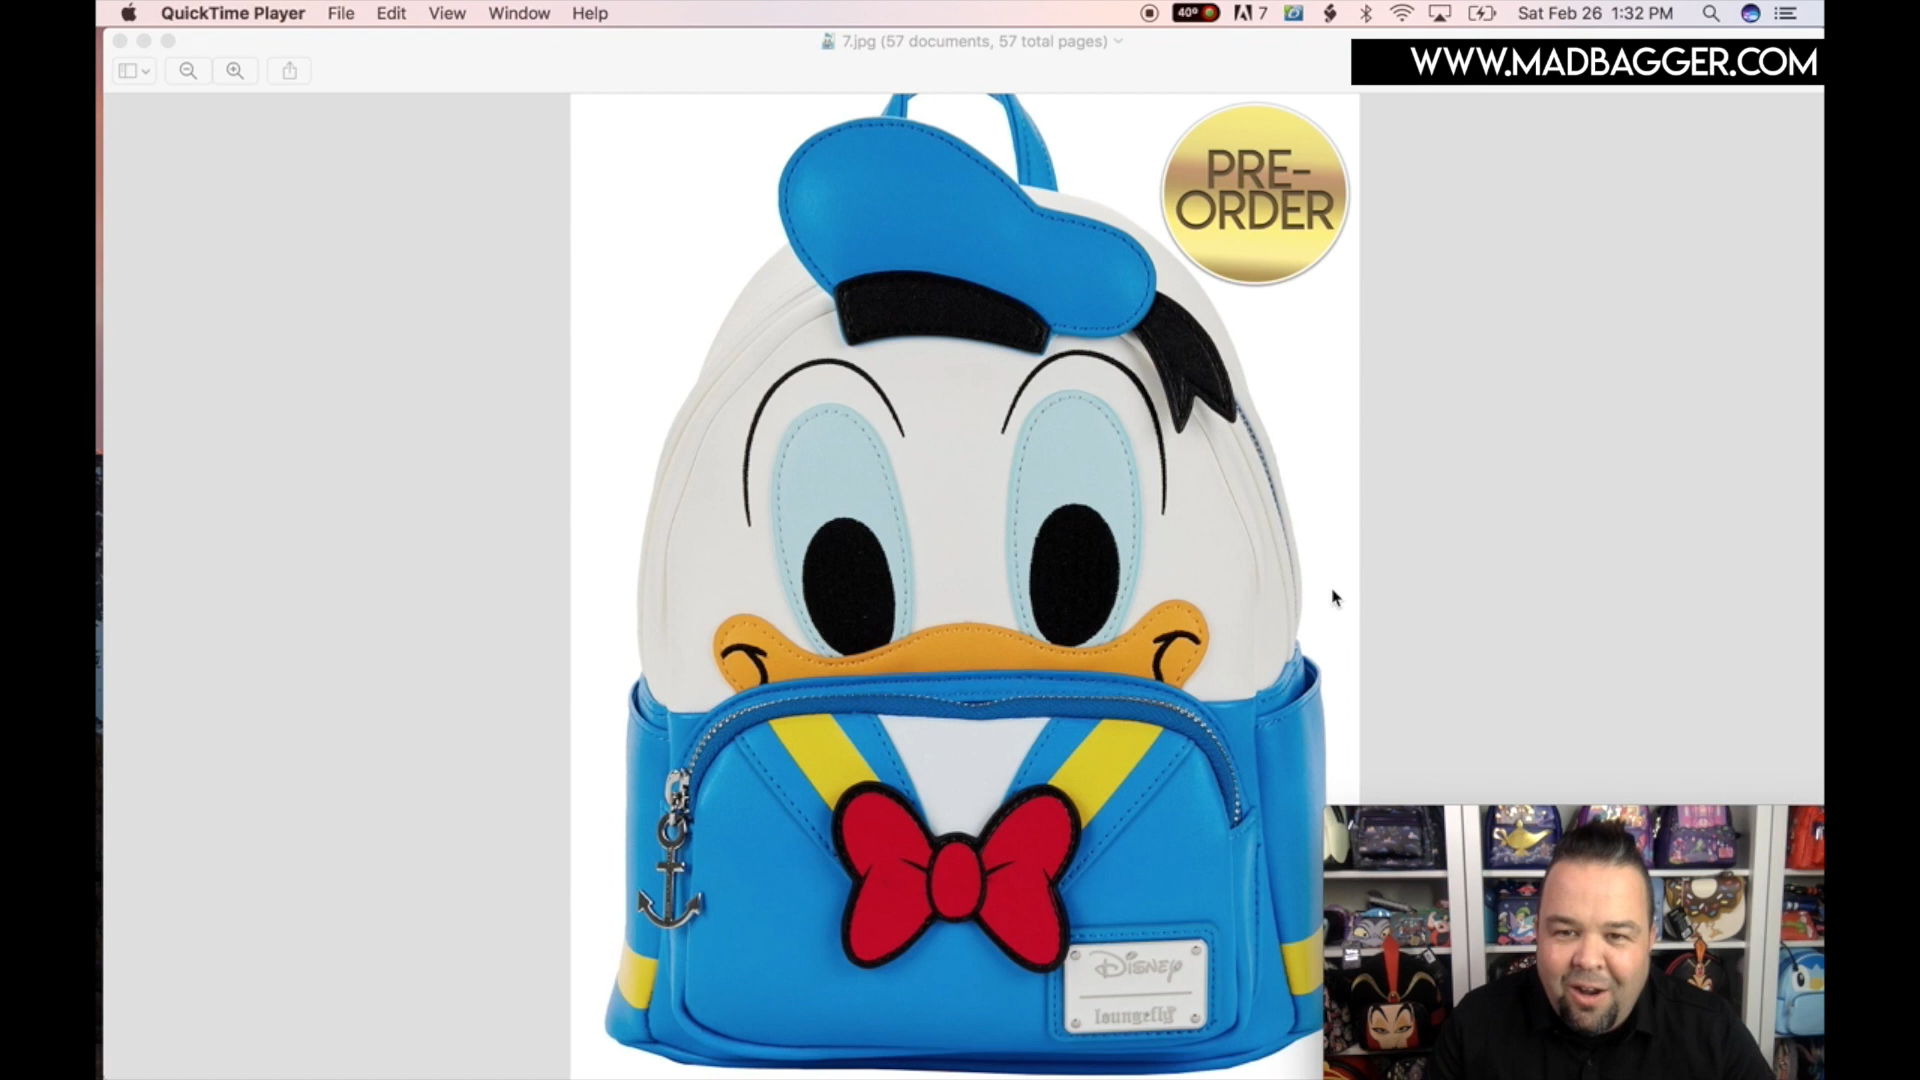 QuickTime Player File Edit View Window Help
40° 7 Sat Feb 26 1:32 PM
7.jpg (57 documents, 57 total pages)
WWW.MADBAGGER.COM
PRE-
ORDER
Disney
loungefly